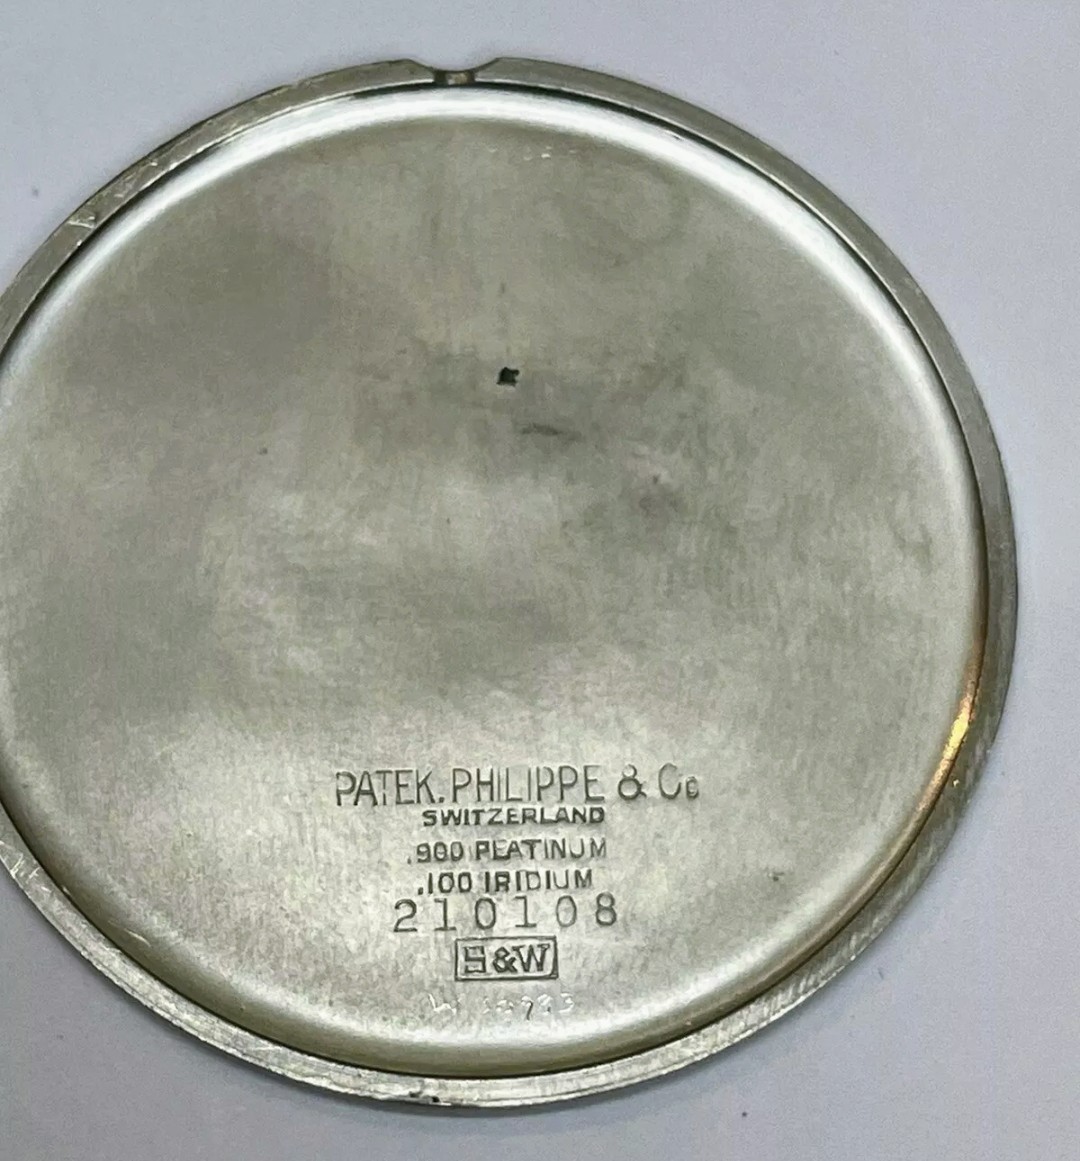 PATEK. PHILIPPE & Co
SWITZERLAND
.900 PLATINUM
.100 IRIDIUM
210108
S&W